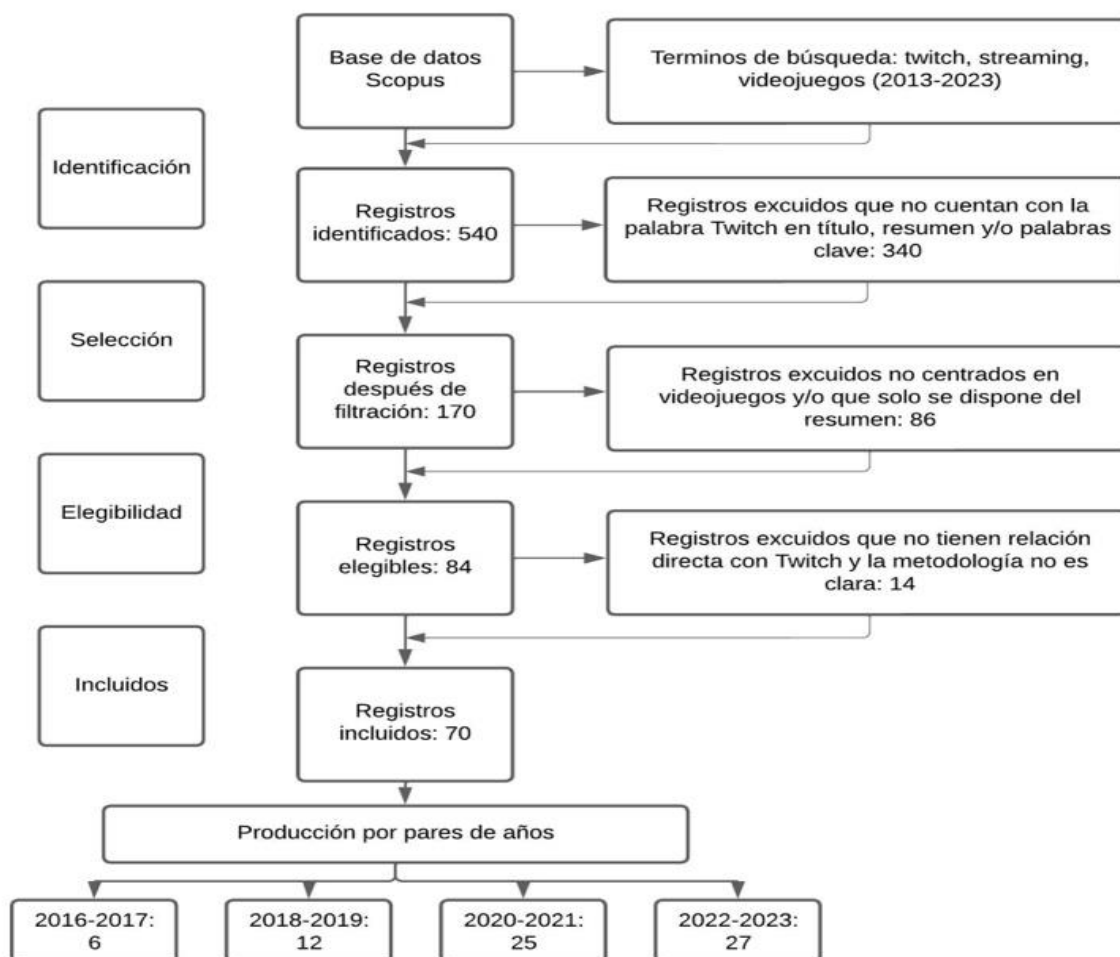 Base de datos
Scopus
Terminos de búsqueda: twitch, streaming,
videojuegos (2013-2023)
Identificación
Registros
identificados: 540
Registros excuidos que no cuentan con la
palabra Twitch en título, resumen y/o palabras
clave: 340
Selección
Registros
después de
filtración: 170
Registros excuidos no centrados en
videojuegos y/o que solo se dispone del
resumen: 86
Elegibilidad
Registros
elegibles: 84
Registros excuidos que no tienen relación
directa con Twitch y la metodología no es
clara: 14
Incluidos
Registros
incluidos: 70
Producción por pares de años
2016-2017:
6
2018-2019:
12
2020-2021:
25
2022-2023:
27